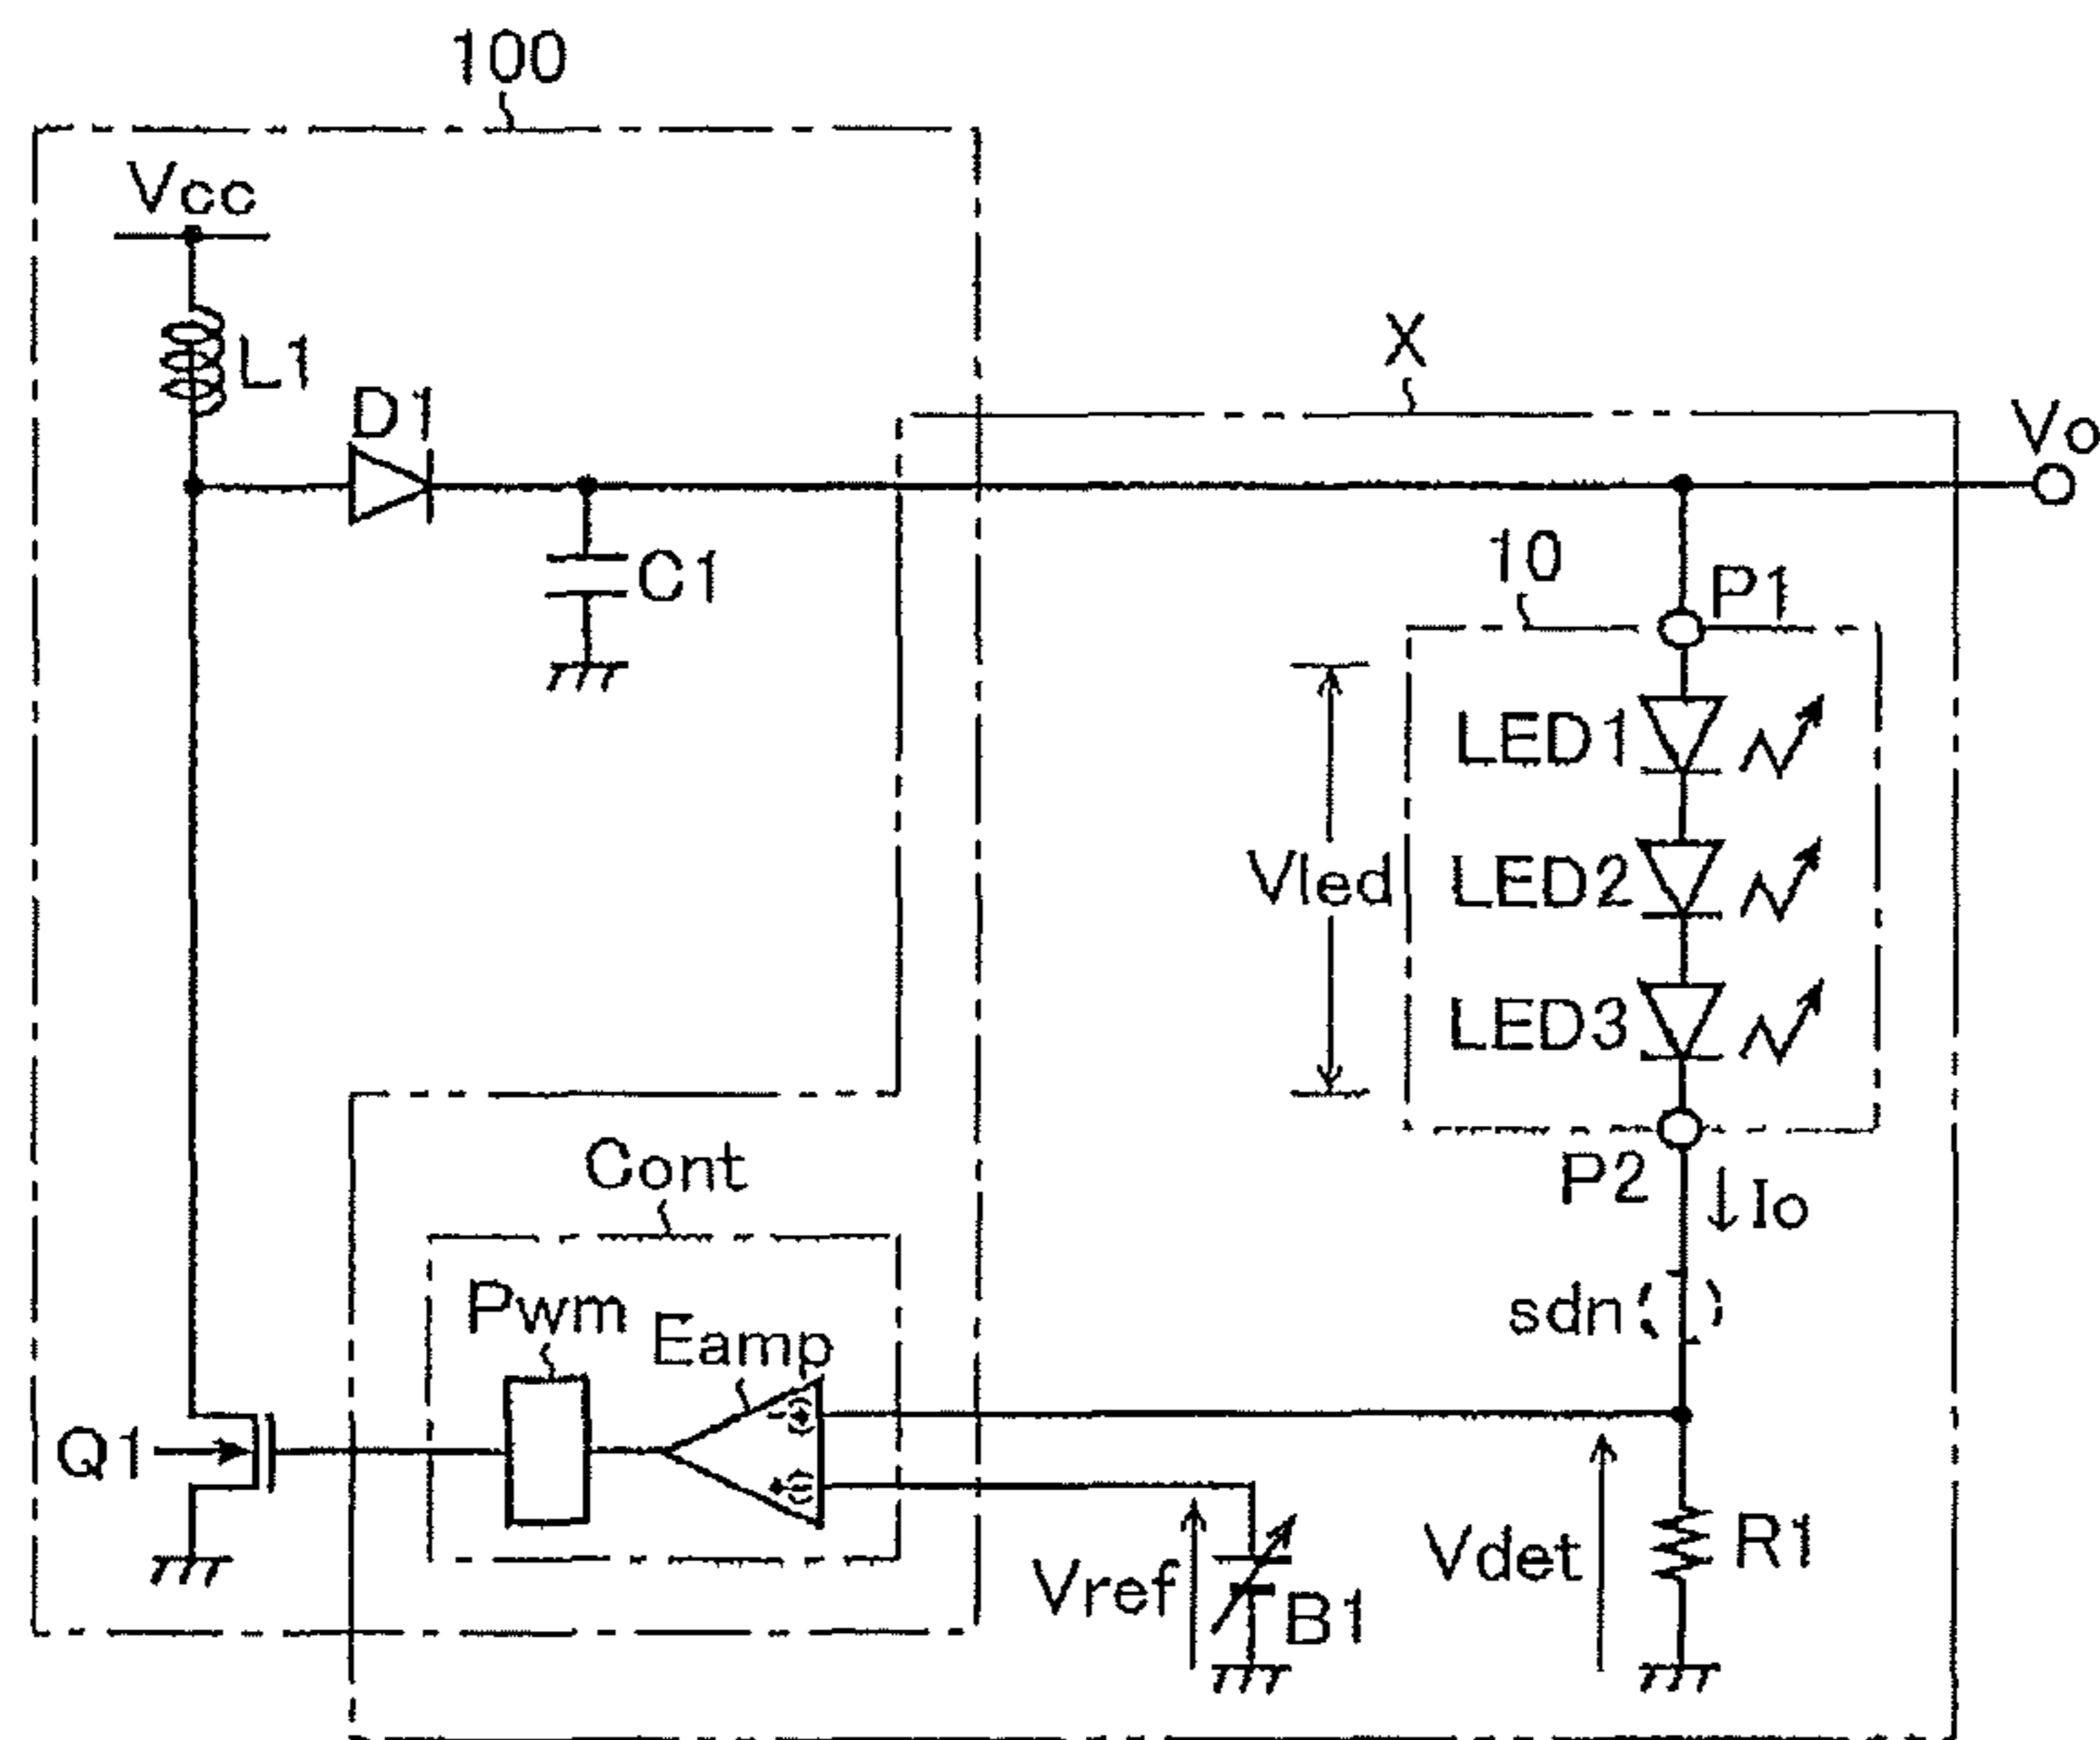 100
Vcc
L1
D1
X
Vo
C1
10
P1
LED1
Vled
LED2
LED3
Cont
P2
Io
Pwm
Eamp
sdn
Q1
Vref
B1
Vdet
R1